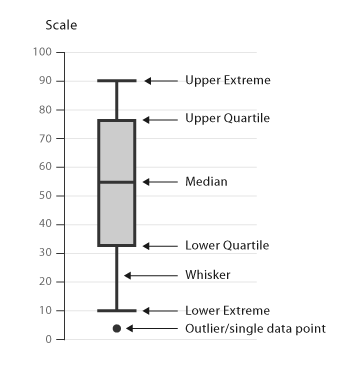 Scale
100
90
Upper Extreme
80
Upper Quartile
70
60
Median
50
40
Lower Quartile
30
Whisker
20
10
Lower Extreme
Outlier/single data point
0